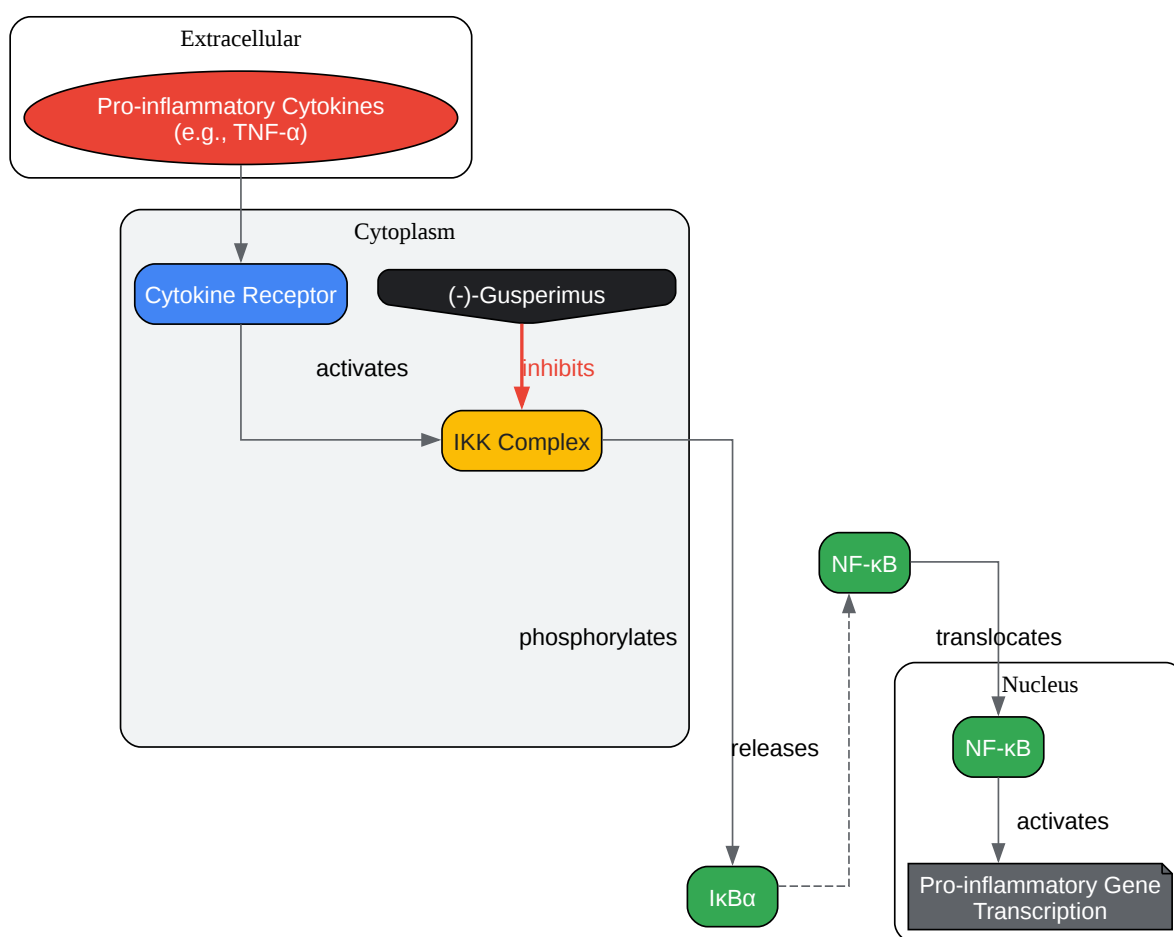 Extracellular
Pro-inflammatory Cytokines
(e.g., TNF-α)
Cytoplasm
Cytokine Receptor
(-)-Gusperimus
activates
inhibits
IKK Complex
NF-κB
phosphorylates
translocates
Nucleus
NF-κB
releases
activates
IκBα
Pro-inflammatory Gene
Transcription